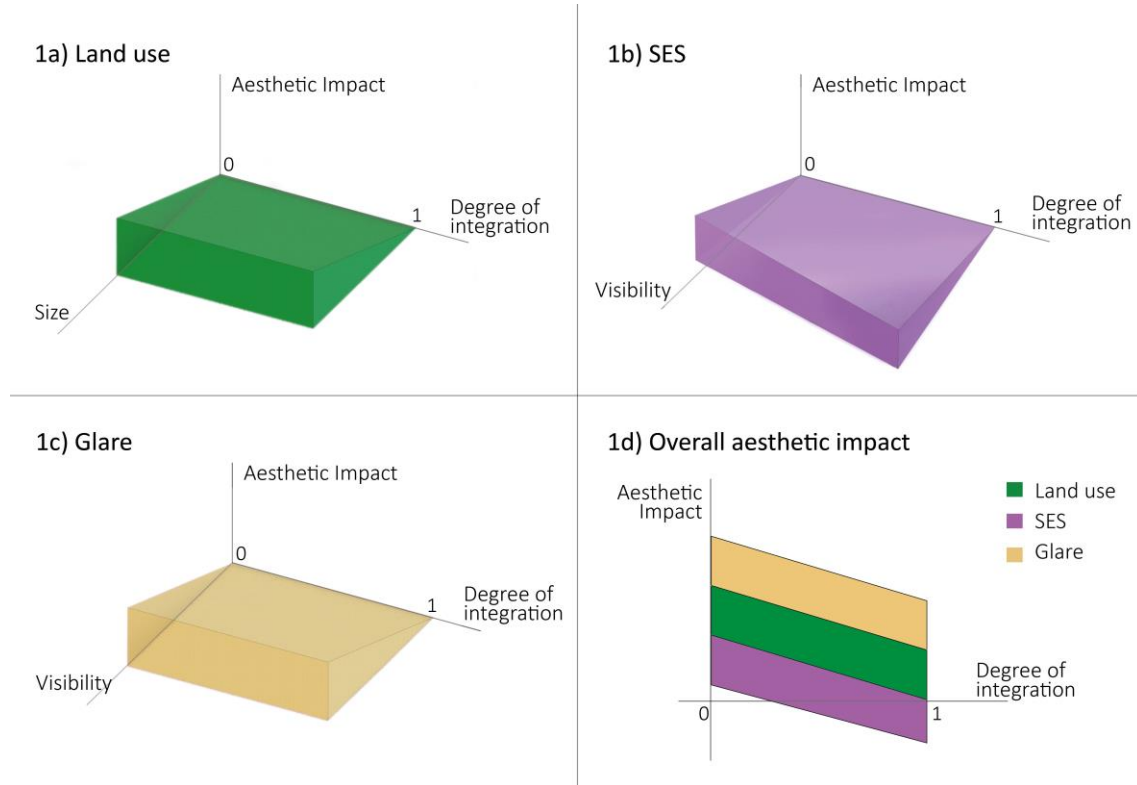 1a) Land use
Aesthetic Impact
0
1
Degree of
integration
Size
1b) SES
Aesthetic Impact
0
1
Degree of
integration
Visibility
1c) Glare
Aesthetic Impact
0
1
Degree of
integration
Visibility
1d) Overall aesthetic impact
Aesthetic
Impact
Land use
SES
Glare
Degree of
integration
0
1